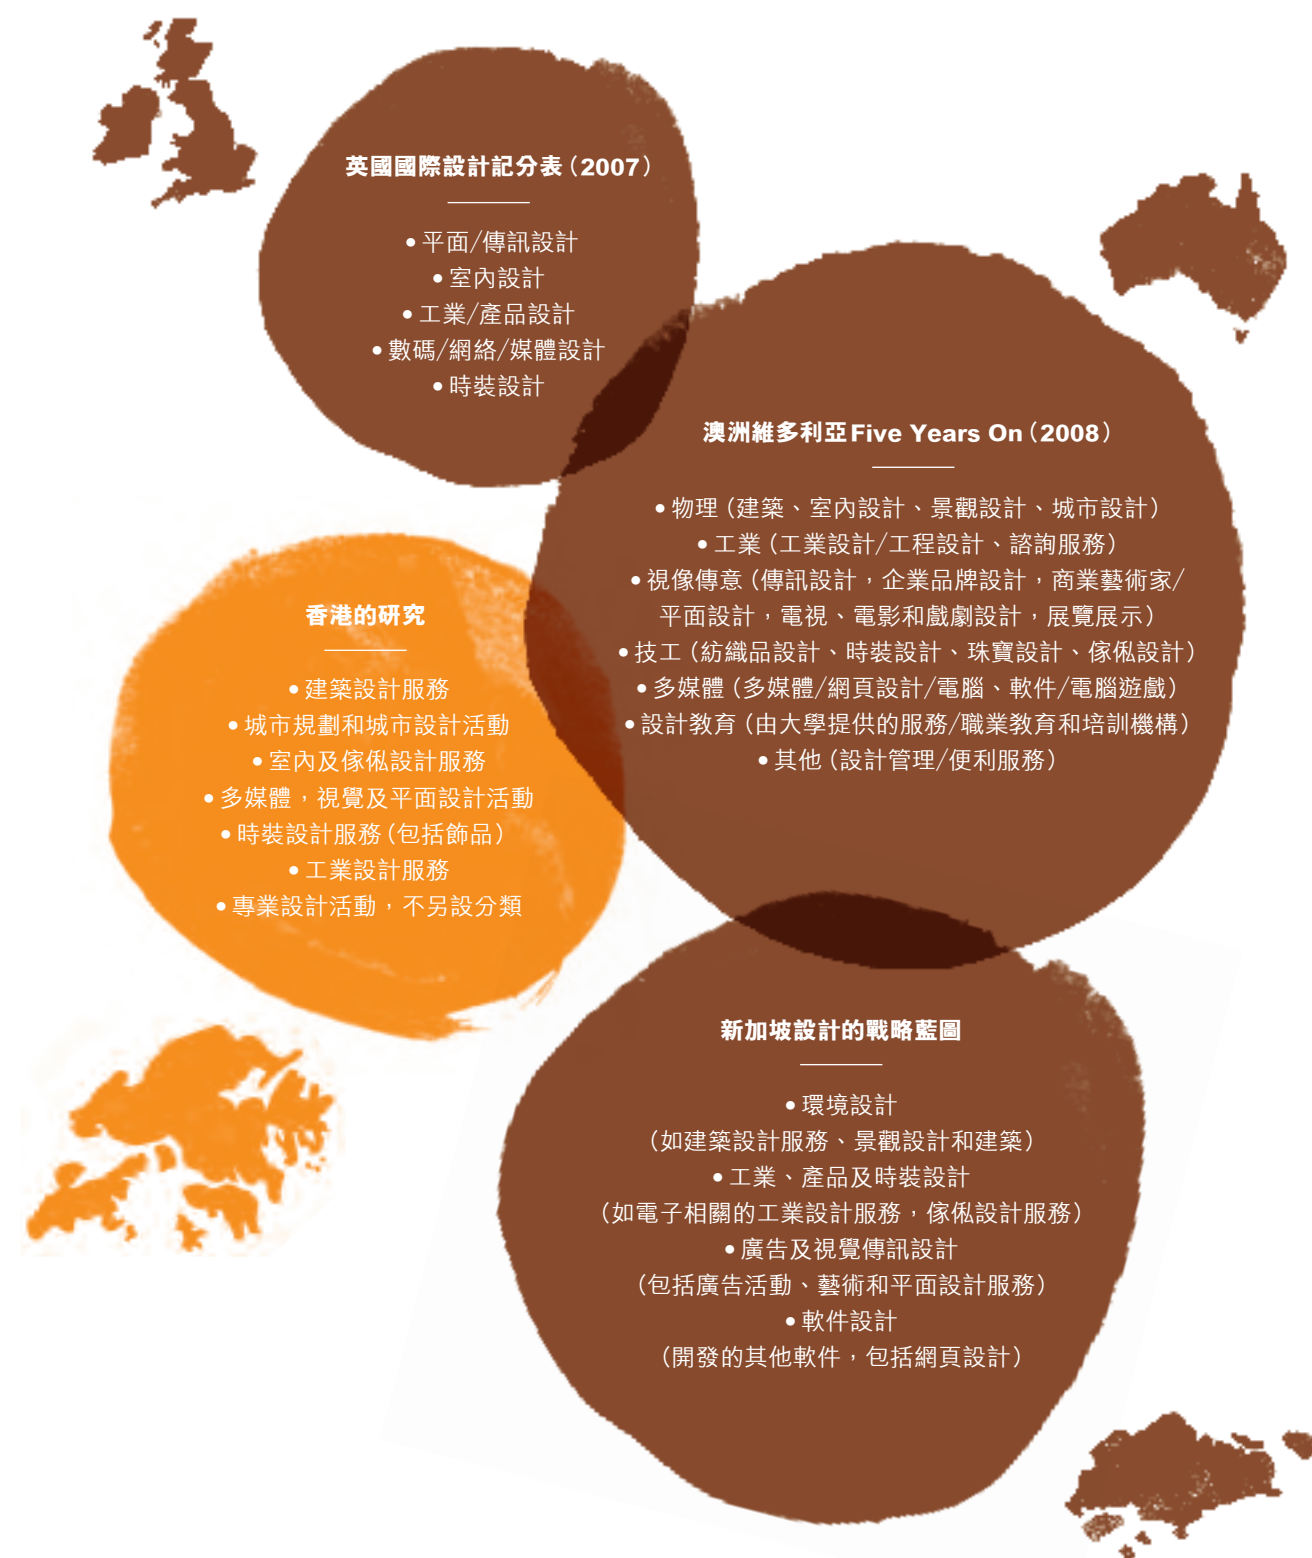 英國國際設計記分表（2007）
•平面/傳訊設計
•室內設計
•工業/產品設計
•數碼/網絡/媒體設計
•時裝設計
澳洲維多利亞Five Years On（2008）
•物理（建築、室內設計、景觀設計、城市設計）
•工業（工業設計/工程設計、諮詢服務）
•視像傳意（傳訊設計，企業品牌設計，商業藝術家/
平面設計，電視、電影和戲劇設計，展覽展示）
•技工（紡織品設計、時裝設計、珠寶設計、傢俬設計）
•多媒體（多媒體/網頁設計/電腦、軟件/電腦遊戲）
•設計教育（由大學提供的服務/職業教育和培訓機構）
•其他（設計管理/便利服務）
香港的研究
•建築設計服務
•城市規劃和城市設計活動
•室內及傢俬設計服務
•多媒體，視覺及平面設計活動
•時裝設計服務（包括飾品）
•工業設計服務
•專業設計活動，不另設分類
新加坡設計的戰略藍圖
•環境設計
（如建築設計服務、景觀設計和建築）
•工業、產品及時裝設計
（如電子相關的工業設計服務，傢俬設計服務）
•廣告及視覺傳訊設計
（包括廣告活動、藝術和平面設計服務）
•軟件設計
（開發的其他軟件，包括網頁設計）